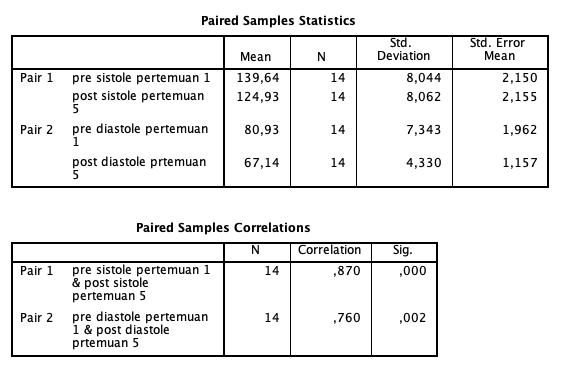 Paired Samples Statistics
Mean N Std. Deviation Std. Error Mean
Pair 1 pre sistole pertemuan 1 139,64 14 8,044 2,150
post sistole pertemuan 5 124,93 14 8,062 2,155
Pair 2 pre diastole pertemuan 1 80,93 14 7,343 1,962
post diastole prtemuan 5 67,14 14 4,330 1,157
Paired Samples Correlations
N Correlation Sig.
Pair 1 pre sistole pertemuan 1 & post sistole pertemuan 5 14 ,870 ,000
Pair 2 pre diastole pertemuan 1 & post diastole prtemuan 5 14 ,760 ,002